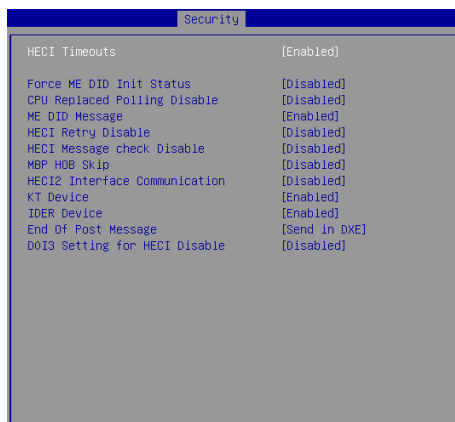 Security
HECI Timeouts [Enabled]
Force ME DID Init Status [Disabled]
CPU Replaced Polling Disable [Disabled]
ME DID Message [Enabled]
HECI Retry Disable [Disabled]
HECI Message check Disable [Disabled]
MBP HOB Skip [Disabled]
HECI2 Interface Communication [Disabled]
KT Device [Enabled]
IDER Device [Enabled]
End Of Post Message [Send in DXE]
D0I3 Setting for HECI Disable [Disabled]